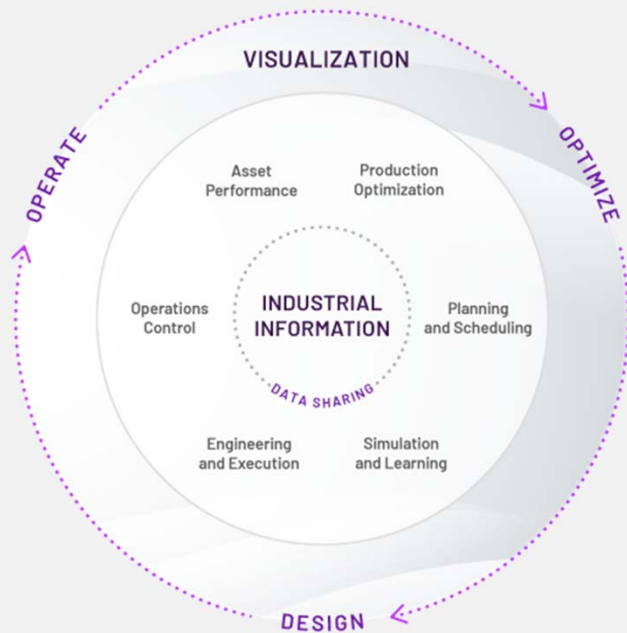 VISUALIZATION
OPERATE
OPTIMIZE
Asset
Performance
Production
Optimization
Operations
Control
INDUSTRIAL
INFORMATION
Planning
and Scheduling
DATA SHARING
Engineering
and Execution
Simulation
and Learning
DESIGN